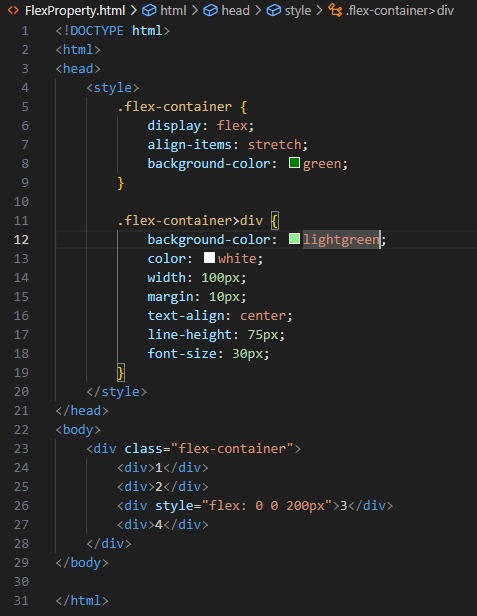 FlexProperty.html > html > head > style > .flex-container>div
1 <!DOCTYPE html>
2 <html>
3 <head>
4     <style>
5         .flex-container {
6             display: flex;
7             align-items: stretch;
8             background-color: green;
9         }
10
11         .flex-container>div {
12             background-color: lightgreen;
13             color: white;
14             width: 100px;
15             margin: 10px;
16             text-align: center;
17             line-height: 75px;
18             font-size: 30px;
19         }
20     </style>
21 </head>
22 <body>
23     <div class="flex-container">
24         <div>1</div>
25         <div>2</div>
26         <div style="flex: 0 0 200px">3</div>
27         <div>4</div>
28     </div>
29 </body>
30
31 </html>